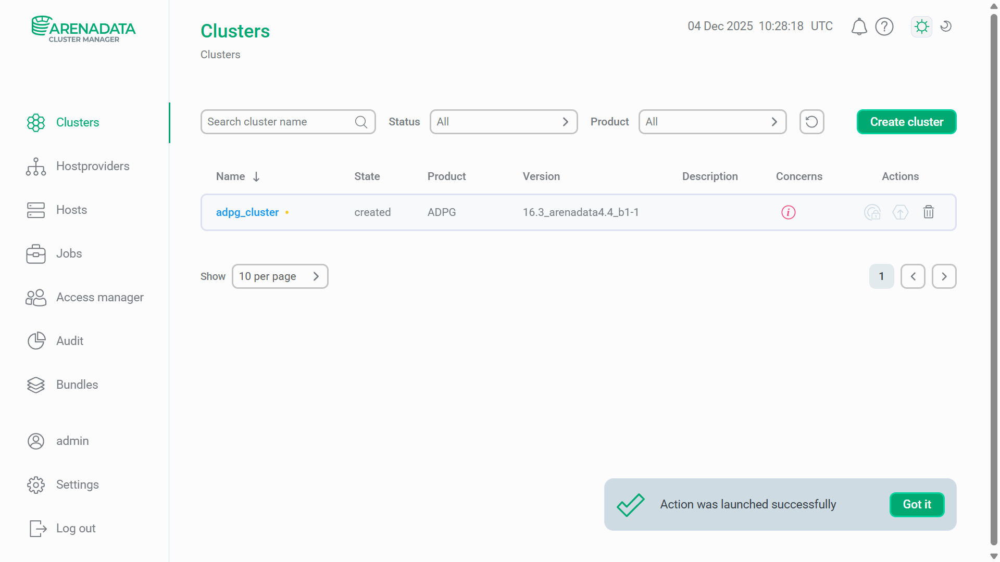 ARENADATA
CLUSTER MANAGER
Clusters
Hostproviders
Hosts
Jobs
Access manager
Audit
Bundles
admin
Settings
Log out
Clusters
Clusters
04 Dec 2025 10:28:18 UTC
Search cluster name
Status
All
Product
All
Create cluster
Name State Product Version Description Concerns Actions
adpg_cluster created ADPG 16.3_arenadata4.4_b1-1
Show
10 per page
1
Action was launched successfully
Got it